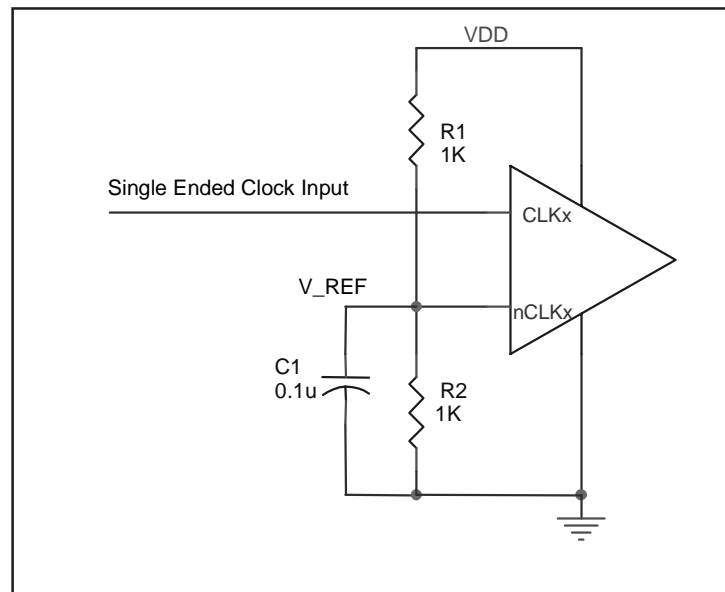 VDD
R1
1K
Single Ended Clock Input
CLKx
V_REF
nCLKx
C1
0.1u
R2
1K